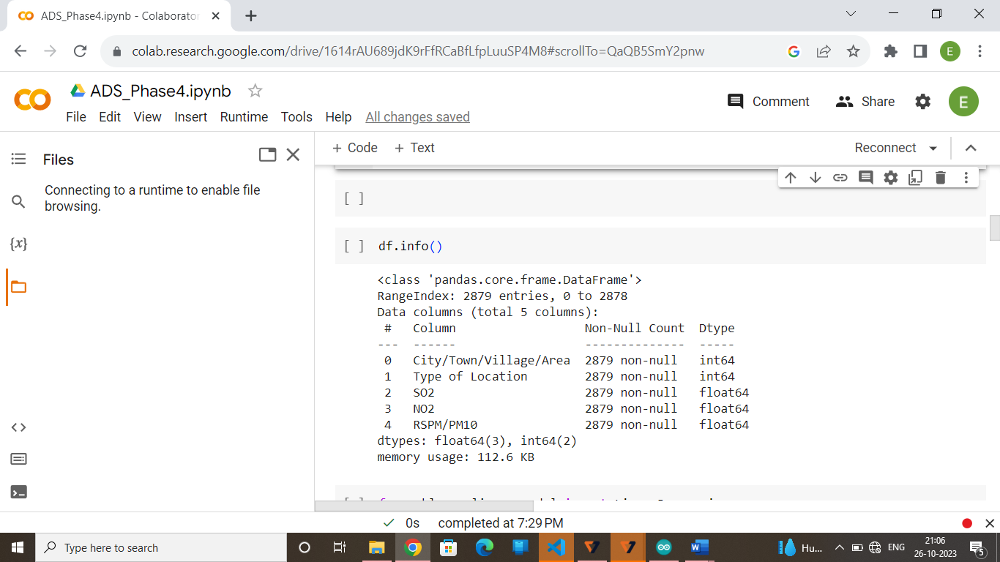 ADS_Phase4.ipynb - Colaborator
colab.research.google.com/drive/1614rAU689jdK9rFfRCaBfLfpLuuSP4M8#scrollTo=QaQB5SmY2pnw
E
ADS_Phase4.ipynb
Comment
Share
E
File Edit View Insert Runtime Tools Help All changes saved
Files
+ Code + Text
Reconnect
Connecting to a runtime to enable file
browsing.
[ ]
{x}
[ ] df.info()
<class 'pandas.core.frame.DataFrame'>
RangeIndex: 2879 entries, 0 to 2878
Data columns (total 5 columns):
# Column Non-Null Count Dtype
--- ------ -------------- -----
0 City/Town/Village/Area 2879 non-null int64
1 Type of Location 2879 non-null int64
2 SO2 2879 non-null float64
3 NO2 2879 non-null float64
4 RSPM/PM10 2879 non-null float64
dtypes: float64(3), int64(2)
memory usage: 112.6 KB
0s completed at 7:29 PM
Type here to search
Hu...
ENG
21:06
26-10-2023
5